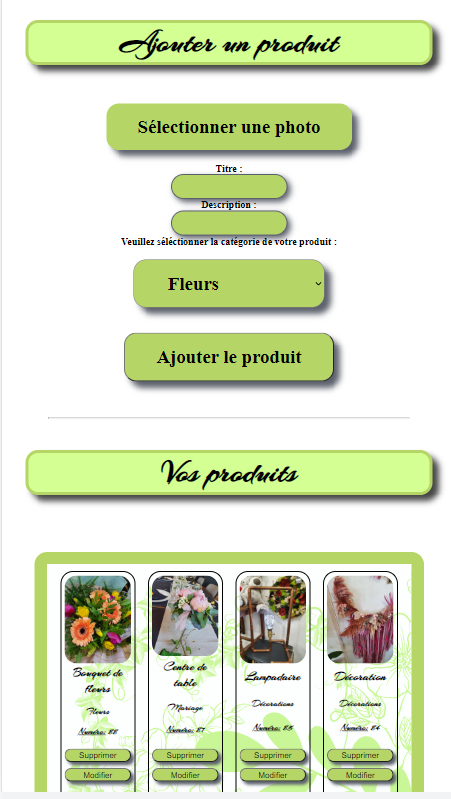 Ajouter un produit
Sélectionner une photo
Titre :
Description :
Veuillez séléctionner la catégorie de votre produit :
Fleurs
Ajouter le produit
Vos produits
Bouquet de
fleurs
Fleurs
Numéro: 88
Supprimer
Modifier
Centre de
table
Mariage
Numéro: 87
Supprimer
Modifier
Lampadaire
Décorations
Numéro: 85
Supprimer
Modifier
Décoration
Décorations
Numéro: 84
Supprimer
Modifier